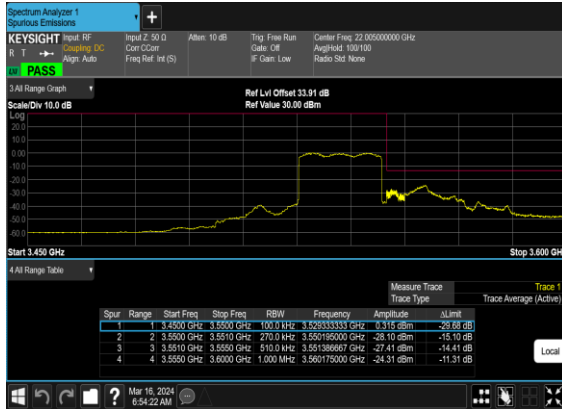 Spectrum Analyzer 1
Spurious Emissions
+
KEYSIGHT Input: RF Input Z: 50 Ω Atten: 10 dB Trig: Free Run Center Freq: 22.005000000 GHz
R T Coupling: DC Corr CCorr Gate: Off Avg|Hold: 100/100
Align: Auto Freq Ref: Int (S) IF Gain: Low Radio Std: None
PASS
3 All Range Graph
Ref Lvl Offset 33.91 dB
Scale/Div 10.0 dB Ref Value 30.00 dBm
Log
20.0
10.0
0.00
-10.0
-20.0
-30.0
-40.0
-50.0
-60.0
Start 3.450 GHz Stop 3.600 GH
4 All Range Table
Measure Trace Trace 1
Trace Type Trace Average (Active)
Spur Range Start Freq Stop Freq RBW Frequency Amplitude ΔLimit
1 1 3.4500 GHz 3.5500 GHz 100.0 kHz 3.529333333 GHz 0.315 dBm -29.68 dB
2 2 3.5500 GHz 3.5510 GHz 270.0 kHz 3.550195000 GHz -28.10 dBm -15.10 dB
3 3 3.5510 GHz 3.5550 GHz 510.0 kHz 3.551386667 GHz -27.41 dBm -14.41 dB
4 4 3.5550 GHz 3.6000 GHz 1.000 MHz 3.560175000 GHz -24.31 dBm -11.31 dB
Local
?
Mar 16, 2024
6:54:22 AM